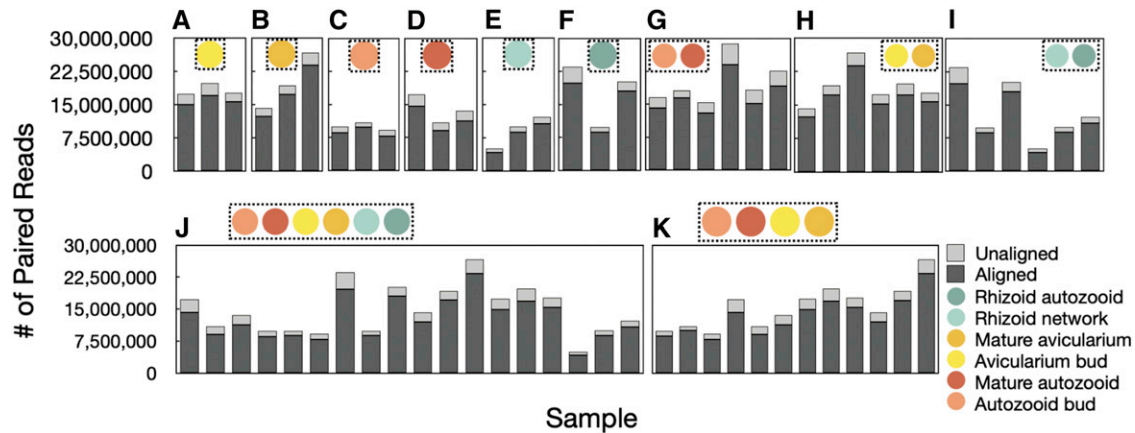 A B C D E F G H I
30,000,000
22,500,000
15,000,000
7,500,000
0
# of Paired Reads
J K
30,000,000
22,500,000
15,000,000
7,500,000
0
Unaligned
Aligned
Rhizoid autozooid
Rhizoid network
Mature avicularium
Avicularium bud
Mature autozooid
Autozooid bud
Sample